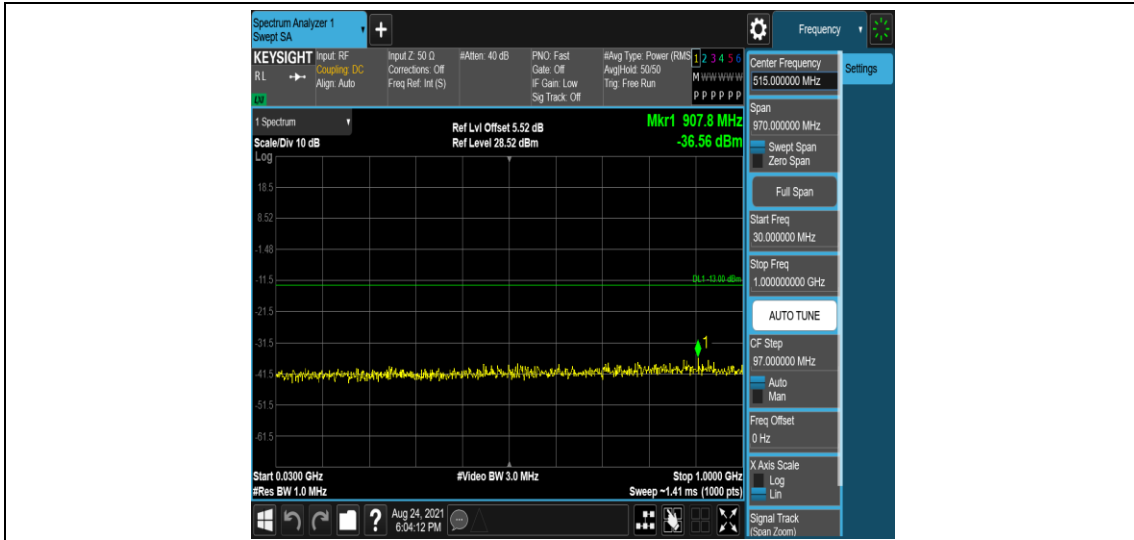 Spectrum Analyzer 1
Swept SA
+
Frequency
KEYSIGHT
RL
Input: RF
Coupling: DC
Align: Auto
Input Z: 50 Ω
Corrections: Off
Freq Ref: Int (S)
#Atten: 40 dB
PNO: Fast
Gate: Off
IF Gain: Low
Sig Track: Off
#Avg Type: Power (RMS
Avg|Hold: 50/50
Trig: Free Run
1 2 3 4 5 6
M W W W W W
P P P P P P
1 Spectrum
Scale/Div 10 dB
Log
Ref Lvl Offset 5.52 dB
Ref Level 28.52 dBm
Mkr1 907.8 MHz
-36.56 dBm
18.5
8.52
-1.48
-11.5
-21.5
-31.5
-41.5
-51.5
-61.5
DL1 -13.00 dBm
1
Start 0.0300 GHz
#Res BW 1.0 MHz
#Video BW 3.0 MHz
Stop 1.0000 GHz
Sweep ~1.41 ms (1000 pts)
?
Aug 24, 2021
6:04:12 PM
Center Frequency
515.000000 MHz
Settings
Span
970.000000 MHz
Swept Span
Zero Span
Full Span
Start Freq
30.000000 MHz
Stop Freq
1.000000000 GHz
AUTO TUNE
CF Step
97.000000 MHz
Auto
Man
Freq Offset
0 Hz
X Axis Scale
Log
Lin
Signal Track
(Span Zoom)